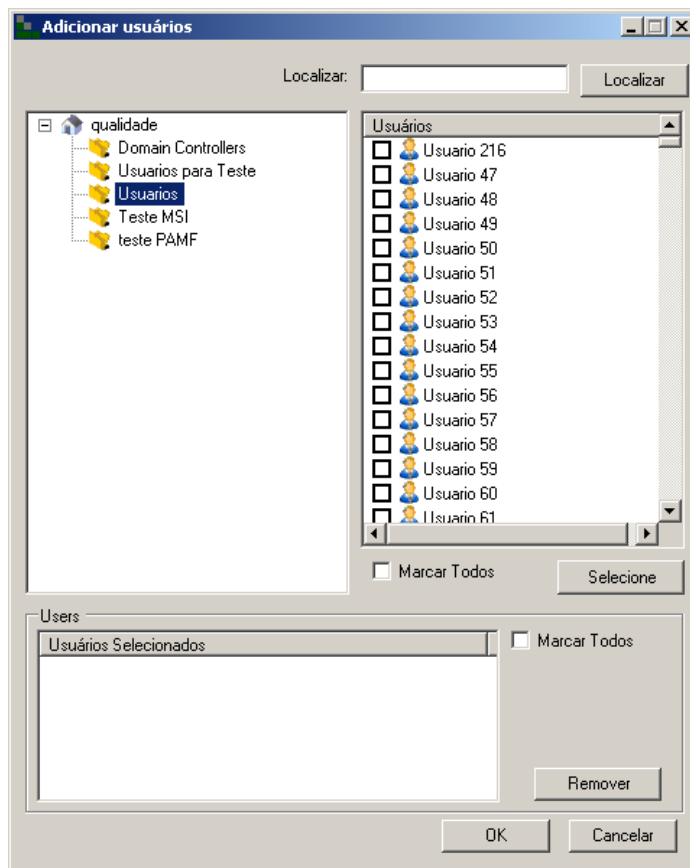 Adicionar usuários
Localizar:
Localizar
qualidade
Domain Controllers
Usuarios para Teste
Usuarios
Teste MSI
teste PAMF
Usuários
Usuario 216
Usuario 47
Usuario 48
Usuario 49
Usuario 50
Usuario 51
Usuario 52
Usuario 53
Usuario 54
Usuario 55
Usuario 56
Usuario 57
Usuario 58
Usuario 59
Usuario 60
Usuario 61
Marcar Todos
Selecione
Users
Usuários Selecionados
Marcar Todos
Remover
OK
Cancelar